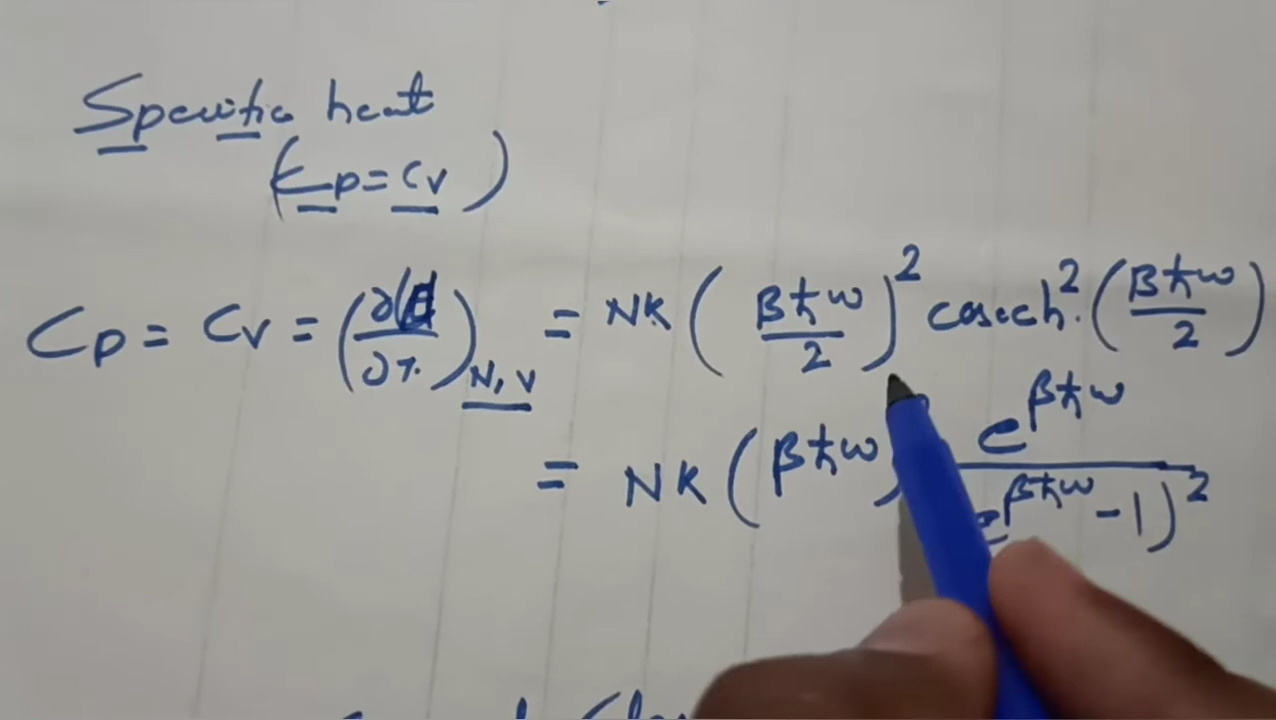 Specific heat
(Cp = Cv)
Cp = Cv = (∂U/∂T)N,V = NK (βħω/2)² cosech² (βħω/2)
= NK (βħω) e^βħω / e^βħω - 1)²